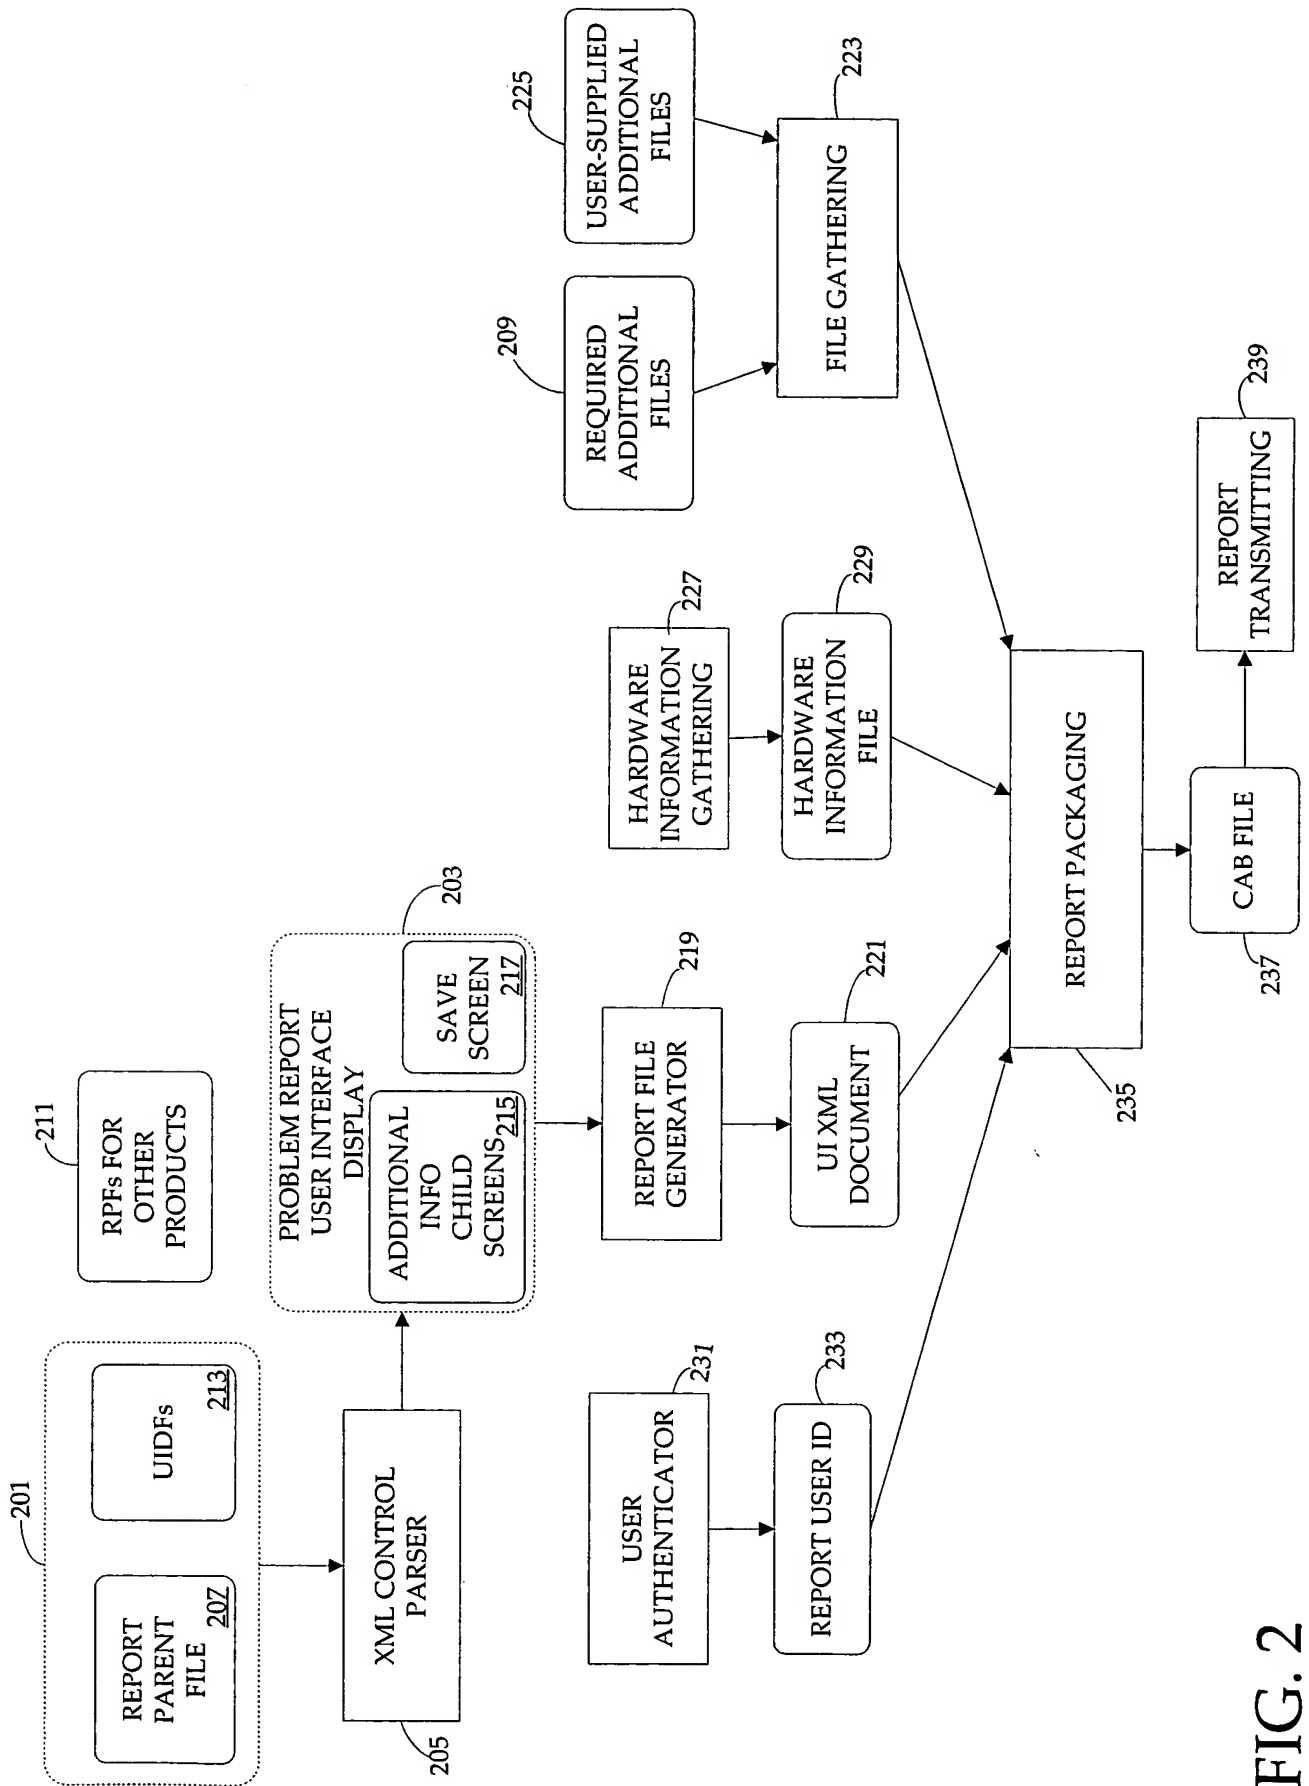 201
REPORT
PARENT
FILE
207
UIDFs
213
211
RPFs FOR
OTHER
PRODUCTS
XML CONTROL
PARSER
205
PROBLEM REPORT
USER INTERFACE
DISPLAY
203
ADDITIONAL
INFO
CHILD
SCREENS
215
SAVE
SCREEN
217
225
USER-SUPPLIED
ADDITIONAL
FILES
209
REQUIRED
ADDITIONAL
FILES
USER
AUTHENTICATOR
231
REPORT FILE
GENERATOR
219
HARDWARE
INFORMATION
GATHERING
227
FILE GATHERING
223
REPORT USER ID
233
UI XML
DOCUMENT
221
HARDWARE
INFORMATION
FILE
229
REPORT PACKAGING
235
CAB FILE
237
REPORT
TRANSMITTING
239
FIG. 2